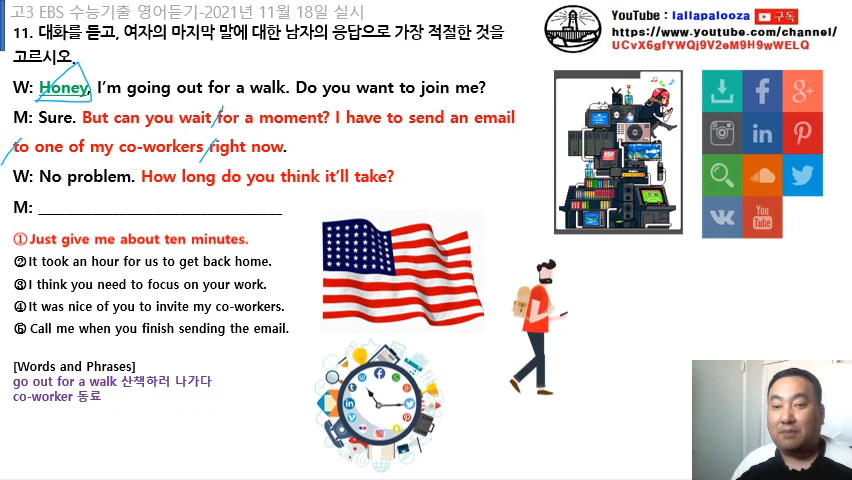 고3 EBS 수능기출 영어듣기-2021년 11월 18일 실시
11. 대화를 듣고, 여자의 마지막 말에 대한 남자의 응답으로 가장 적절한 것을
고르시오.
W: Honey, I'm going out for a walk. Do you want to join me?
M: Sure. But can you wait for a moment? I have to send an email
to one of my co-workers right now.
W: No problem. How long do you think it'll take?
M: ______________________________
① Just give me about ten minutes.
② It took an hour for us to get back home.
③ I think you need to focus on your work.
④ It was nice of you to invite my co-workers.
⑤ Call me when you finish sending the email.
[Words and Phrases]
go out for a walk 산책하러 나가다
co-worker 동료
YouTube : lallapalooza 구독
https://www.youtube.com/channel/
UCvX6gfYWQj9V2eM9H9wWELQ
f
g+
in
You
Tube